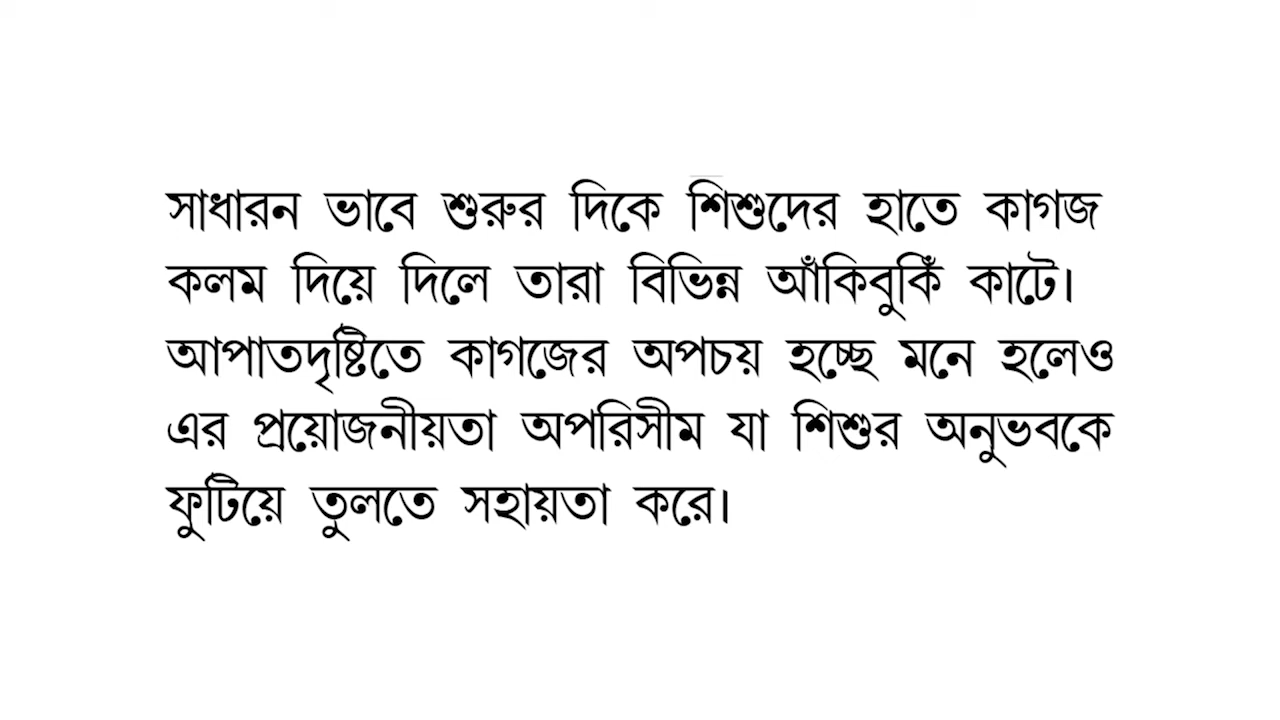 সাধারন ভাবে শুরুর দিকে শিশুদের হাতে কাগজ
কলম দিয়ে দিলে তারা বিভিন্ন আঁকিবুকিঁ কাটে।
আপাতদৃষ্টিতে কাগজের অপচয় হচ্ছে মনে হলেও
এর প্রয়োজনীয়তা অপরিসীম যা শিশুর অনুভবকে
ফুটিয়ে তুলতে সহায়তা করে।